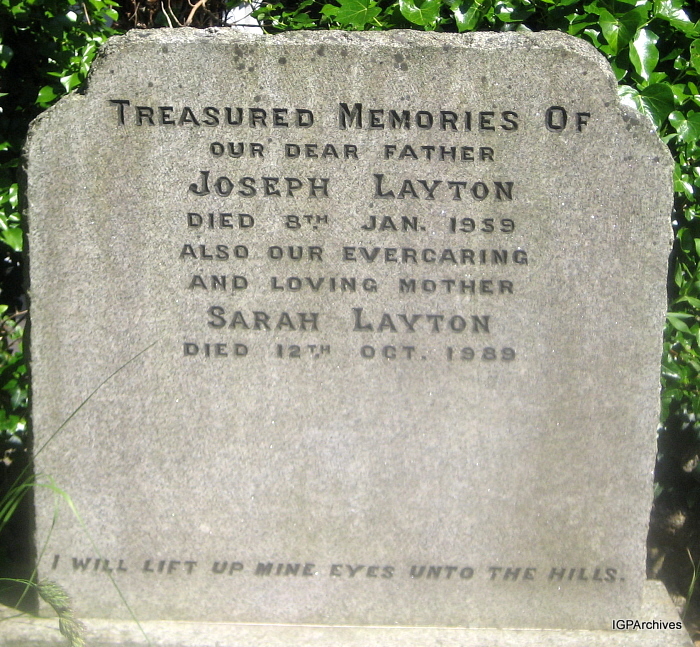 TREASURED MEMORIES OF
OUR DEAR FATHER
JOSEPH LAYTON
DIED 8TH JAN. 1959
ALSO OUR EVERCARING
AND LOVING MOTHER
SARAH LAYTON
DIED 12TH OCT. 1989
I WILL LIFT UP MINE EYES UNTO THE HILLS.
IGPArchives